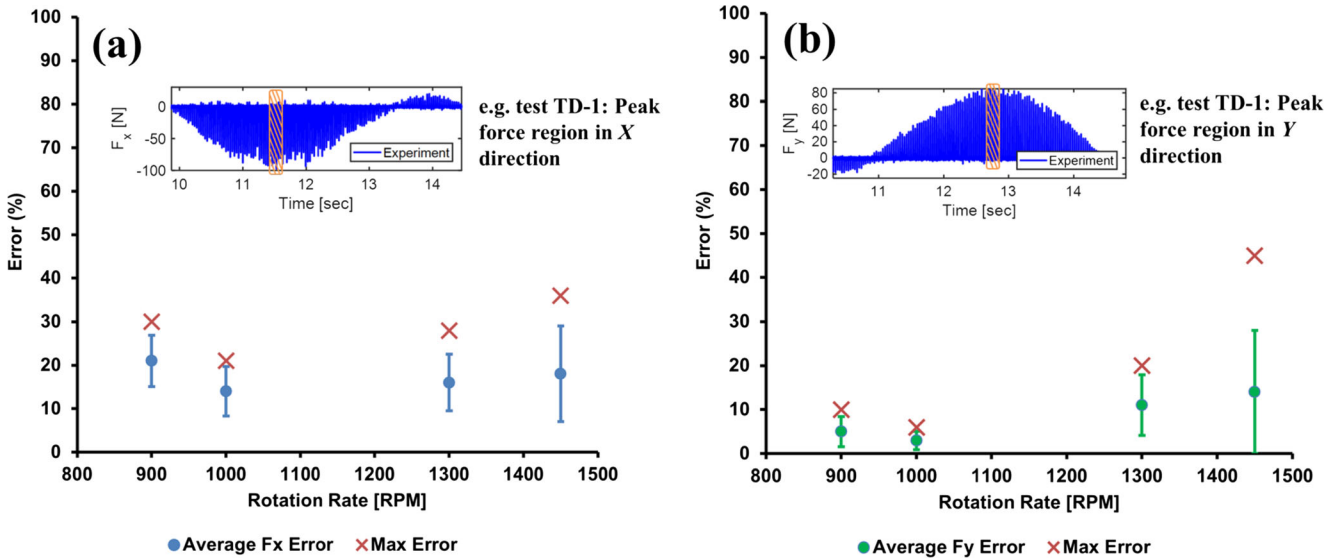 (a)
100
90
80
70
60
50
40
30
20
10
0
Error (%)
800 900 1000 1100 1200 1300 1400 1500
Rotation Rate [RPM]
0
-50
-100
F x [N]
10 11 12 13 14
Time [sec]
Experiment
e.g. test TD-1: Peak
force region in X
direction
Average Fx Error Max Error
(b)
100
90
80
70
60
50
40
30
20
10
0
Error (%)
800 900 1000 1100 1200 1300 1400 1500
Rotation Rate [RPM]
80
60
40
20
0
-20
F y [N]
11 12 13 14
Time [sec]
Experiment
e.g. test TD-1: Peak
force region in Y
direction
Average Fy Error Max Error